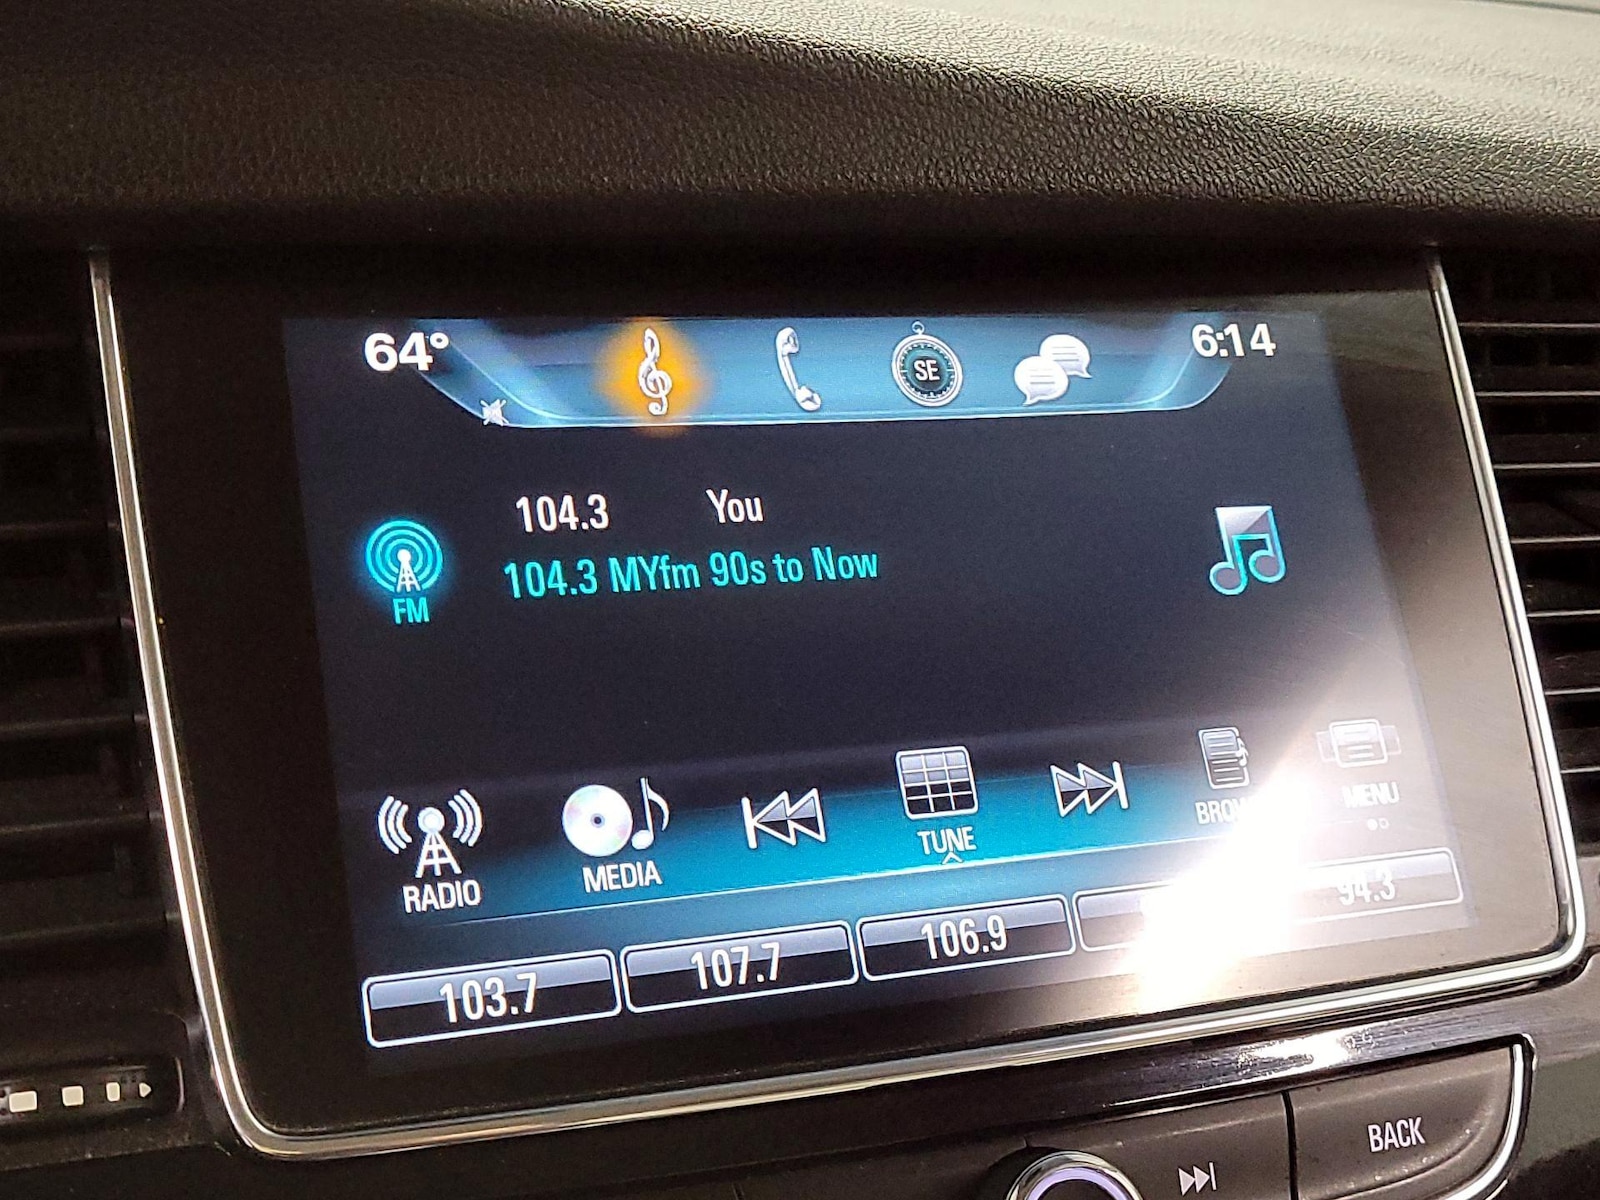 64° SE 6:14
104.3 You
104.3 MYfm 90s to Now
FM
RADIO MEDIA TUNE MENU
103.7 107.7 106.9 94.3
BACK